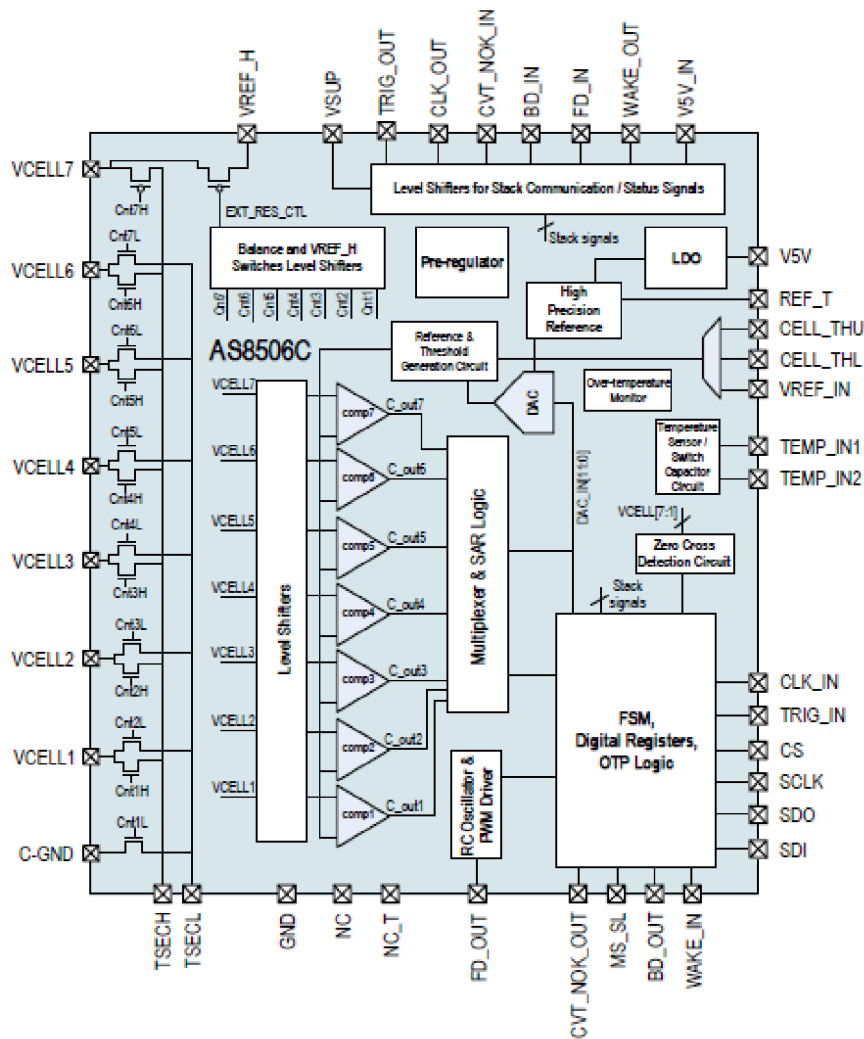 VREF_H
VSUP
TRIG_OUT
CLK_OUT
CVT_NOK_IN
BD_IN
FD_IN
WAKE_OUT
V5V_IN
VCELL7
Cnt7H
EXT_RES_CTL
Level Shifters for Stack Communication / Status Signals
Stack signals
Cnt7L
VCELL6
Cnt6H
Balance and VREF_H
Switches Level Shifters
Cnt7
Cnt6
Cnt5
Cnt4
Cnt3
Cnt2
Cnt1
Pre-regulator
LDO
V5V
High
Precision
Reference
REF_T
AS8506C
Reference &
Threshold
Generation Circuit
CELL_THU
CELL_THL
VREF_IN
Cnt6L
VCELL5
Cnt5H
DAC
Over-temperature
Monitor
Temperature
Sensor /
Switch
Capacitor
Circuit
TEMP_IN1
TEMP_IN2
Cnt5L
VCELL4
Cnt4H
Cnt4L
VCELL3
Cnt3H
Cnt3L
VCELL2
Cnt2H
Cnt2L
VCELL1
Cnt1H
Cnt1L
C-GND
VCELL7
VCELL6
VCELL5
VCELL4
VCELL3
VCELL2
VCELL1
Level Shifters
comp7
C_out7
comp6
C_out6
comp5
C_out5
comp4
C_out4
comp3
C_out3
comp2
C_out2
comp1
C_out1
Multiplexer & SAR Logic
DAC_IN[11:0]
VCELL[7:1]
Zero Cross
Detection Circuit
Stack
signals
FSM,
Digital Registers,
OTP Logic
RC Oscillator &
PWM Driver
CLK_IN
TRIG_IN
CS
SCLK
SDO
SDI
TSECH
TSECL
GND
NC
NC_T
FD_OUT
CVT_NOK_OUT
MS_SL
BD_OUT
WAKE_IN